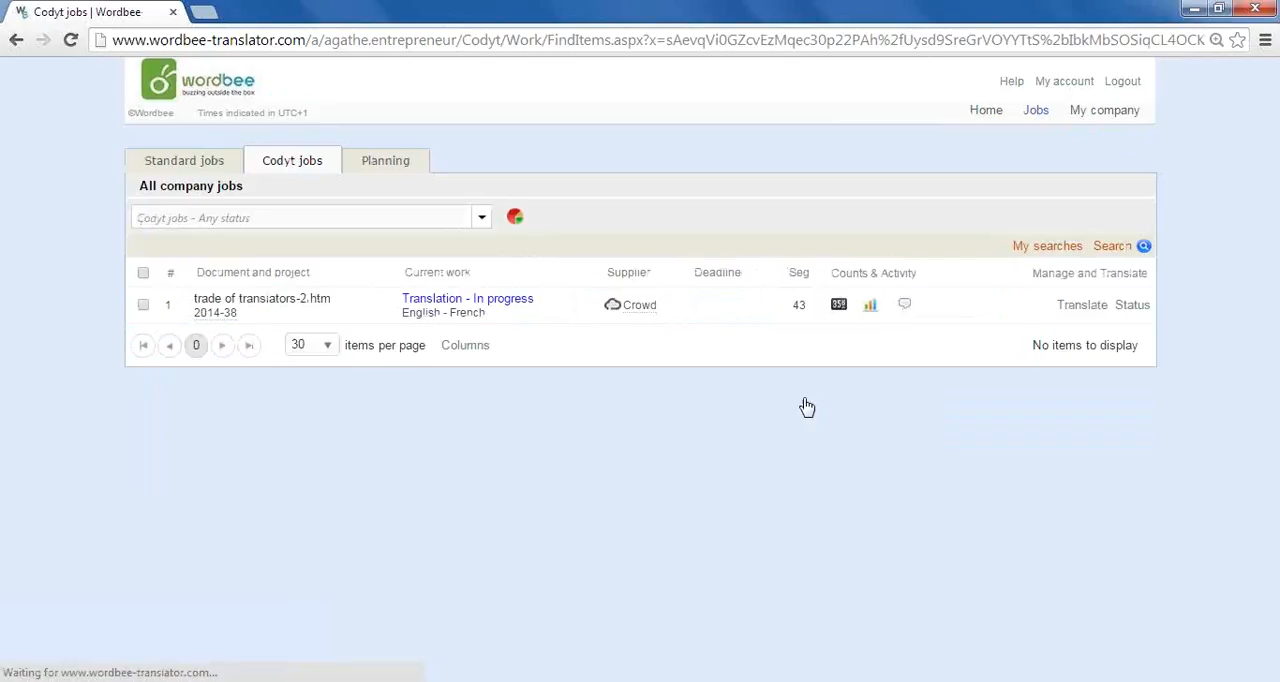 Codyt jobs | Wordbee
www.wordbee-translator.com/a/agathe.entrepreneur/Codyt/Work/FindItems.aspx?x=sAevqVi0GZcvEzMqec30p22PAh%2fUysd9SreGrVOYYTtS%2bIbkMbSOSiqCL4OCK
wordbee
buzzing outside the box
Help My account Logout
©Wordbee Times indicated in UTC+1
Home Jobs My company
Standard jobs Codyt jobs Planning
All company jobs
Codyt jobs - Any status
My searches Search
# Document and project Current work Supplier Deadline Seg Counts & Activity Manage and Translate
1 trade of translators-2.htm Translation - In progress Crowd 43 359 Translate Status
2014-38 English - French
0 30 items per page Columns No items to display
Waiting for www.wordbee-translator.com...